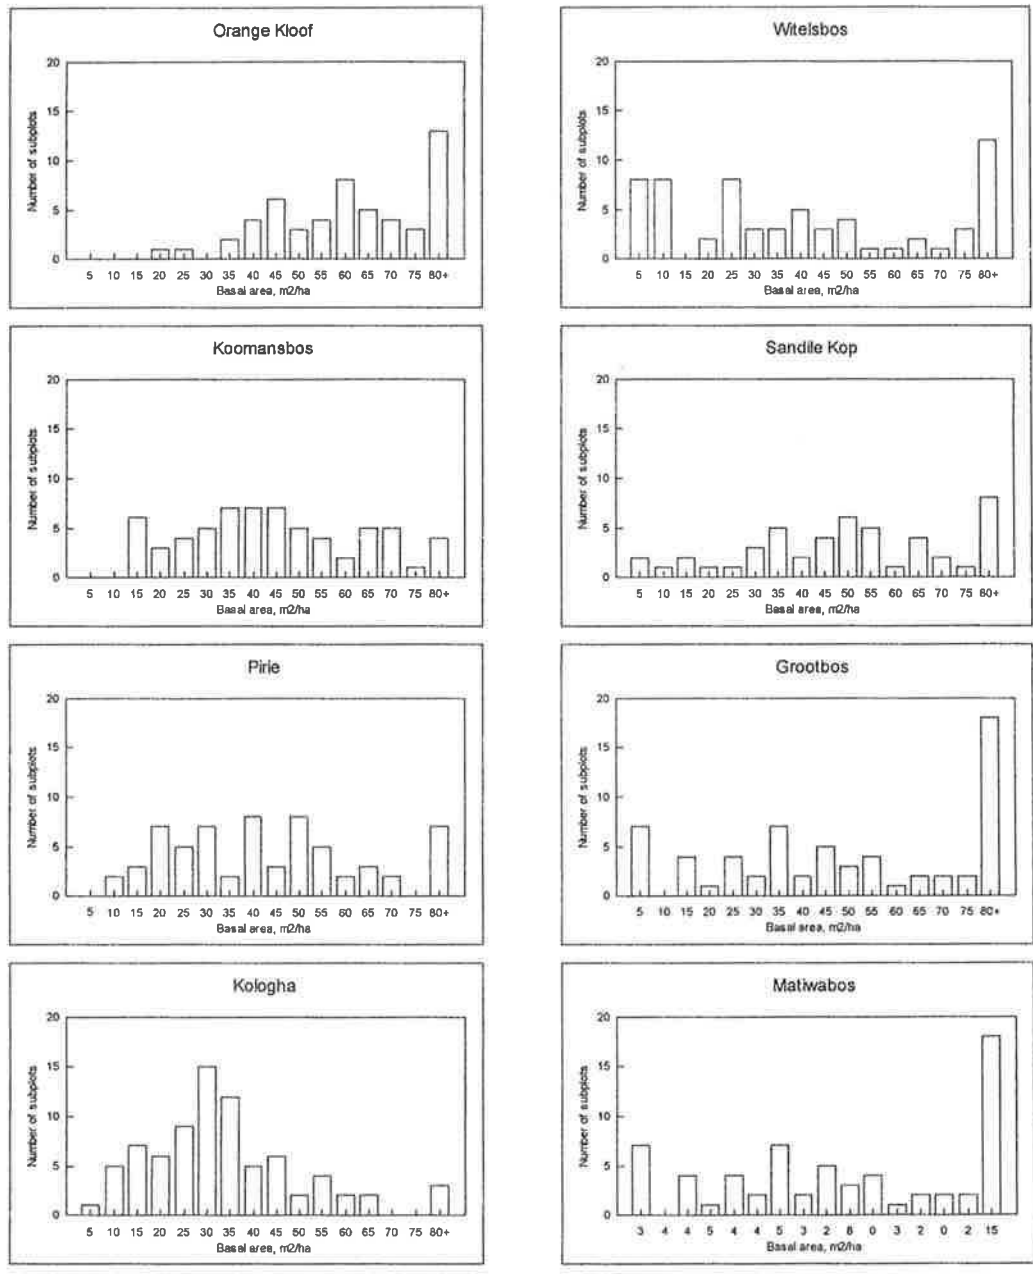 Orange Kloof
Number of subplots
20
15
10
5
0
5 10 15 20 25 30 35 40 45 50 55 60 65 70 75 80+
Basal area, m2/ha
Witelsbos
Number of subplots
20
15
10
5
0
5 10 15 20 25 30 35 40 45 50 55 60 65 70 75 80+
Basal area, m2/ha
Koomansbos
Number of subplots
20
15
10
5
0
5 10 15 20 25 30 35 40 45 50 55 60 65 70 75 80+
Basal area, m2/ha
Sandile Kop
Number of subplots
20
15
10
5
0
5 10 15 20 25 30 35 40 45 50 55 60 65 70 75 80+
Basal area, m2/ha
Pirie
Number of subplots
20
15
10
5
0
5 10 15 20 25 30 35 40 45 50 55 60 65 70 75 80+
Basal area, m2/ha
Grootbos
Number of subplots
20
15
10
5
0
5 10 15 20 25 30 35 40 45 50 55 60 65 70 75 80+
Basal area, m2/ha
Kologha
Number of subplots
20
15
10
5
0
5 10 15 20 25 30 35 40 45 50 55 60 65 70 75 80+
Basal area, m2/ha
Matiwabos
Number of subplots
20
15
10
5
0
3 4 4 5 4 4 5 3 2 8 0 3 2 0 2 15
Basal area, m2/ha